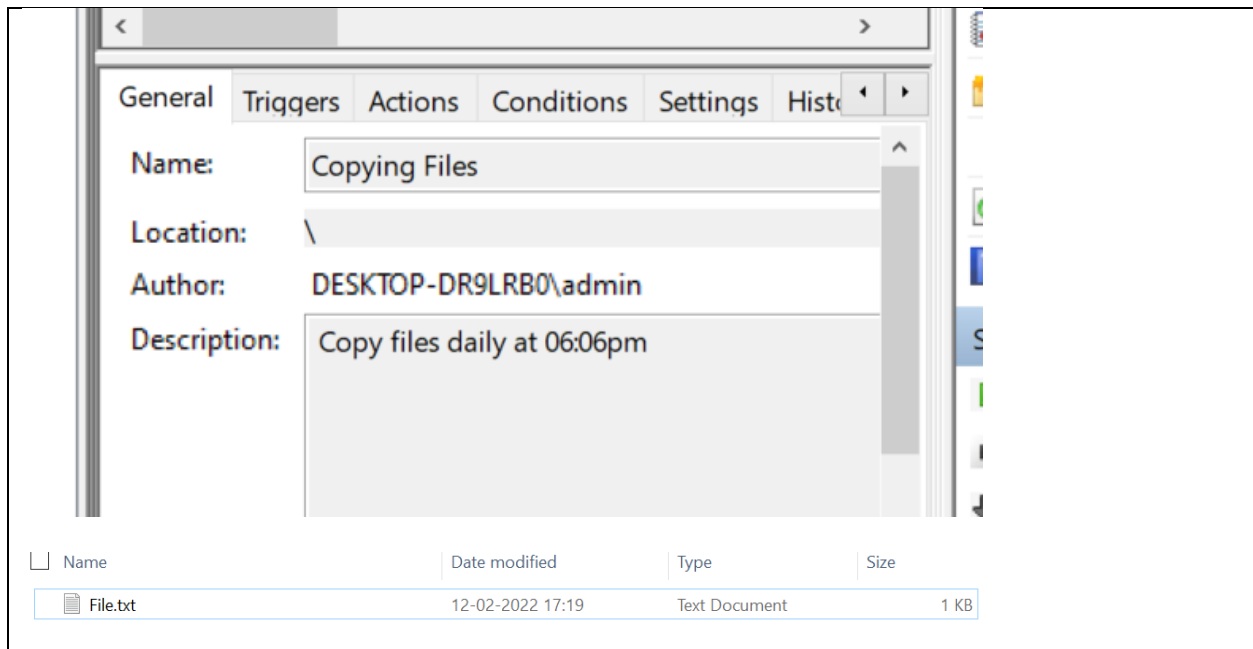 General Triggers Actions Conditions Settings
Name: Copying Files
Location: \
Author: DESKTOP-DR9LRB0\admin
Description: Copy files daily at 06:06pm
Name Date modified Type Size
File.txt 12-02-2022 17:19 Text Document 1 KB